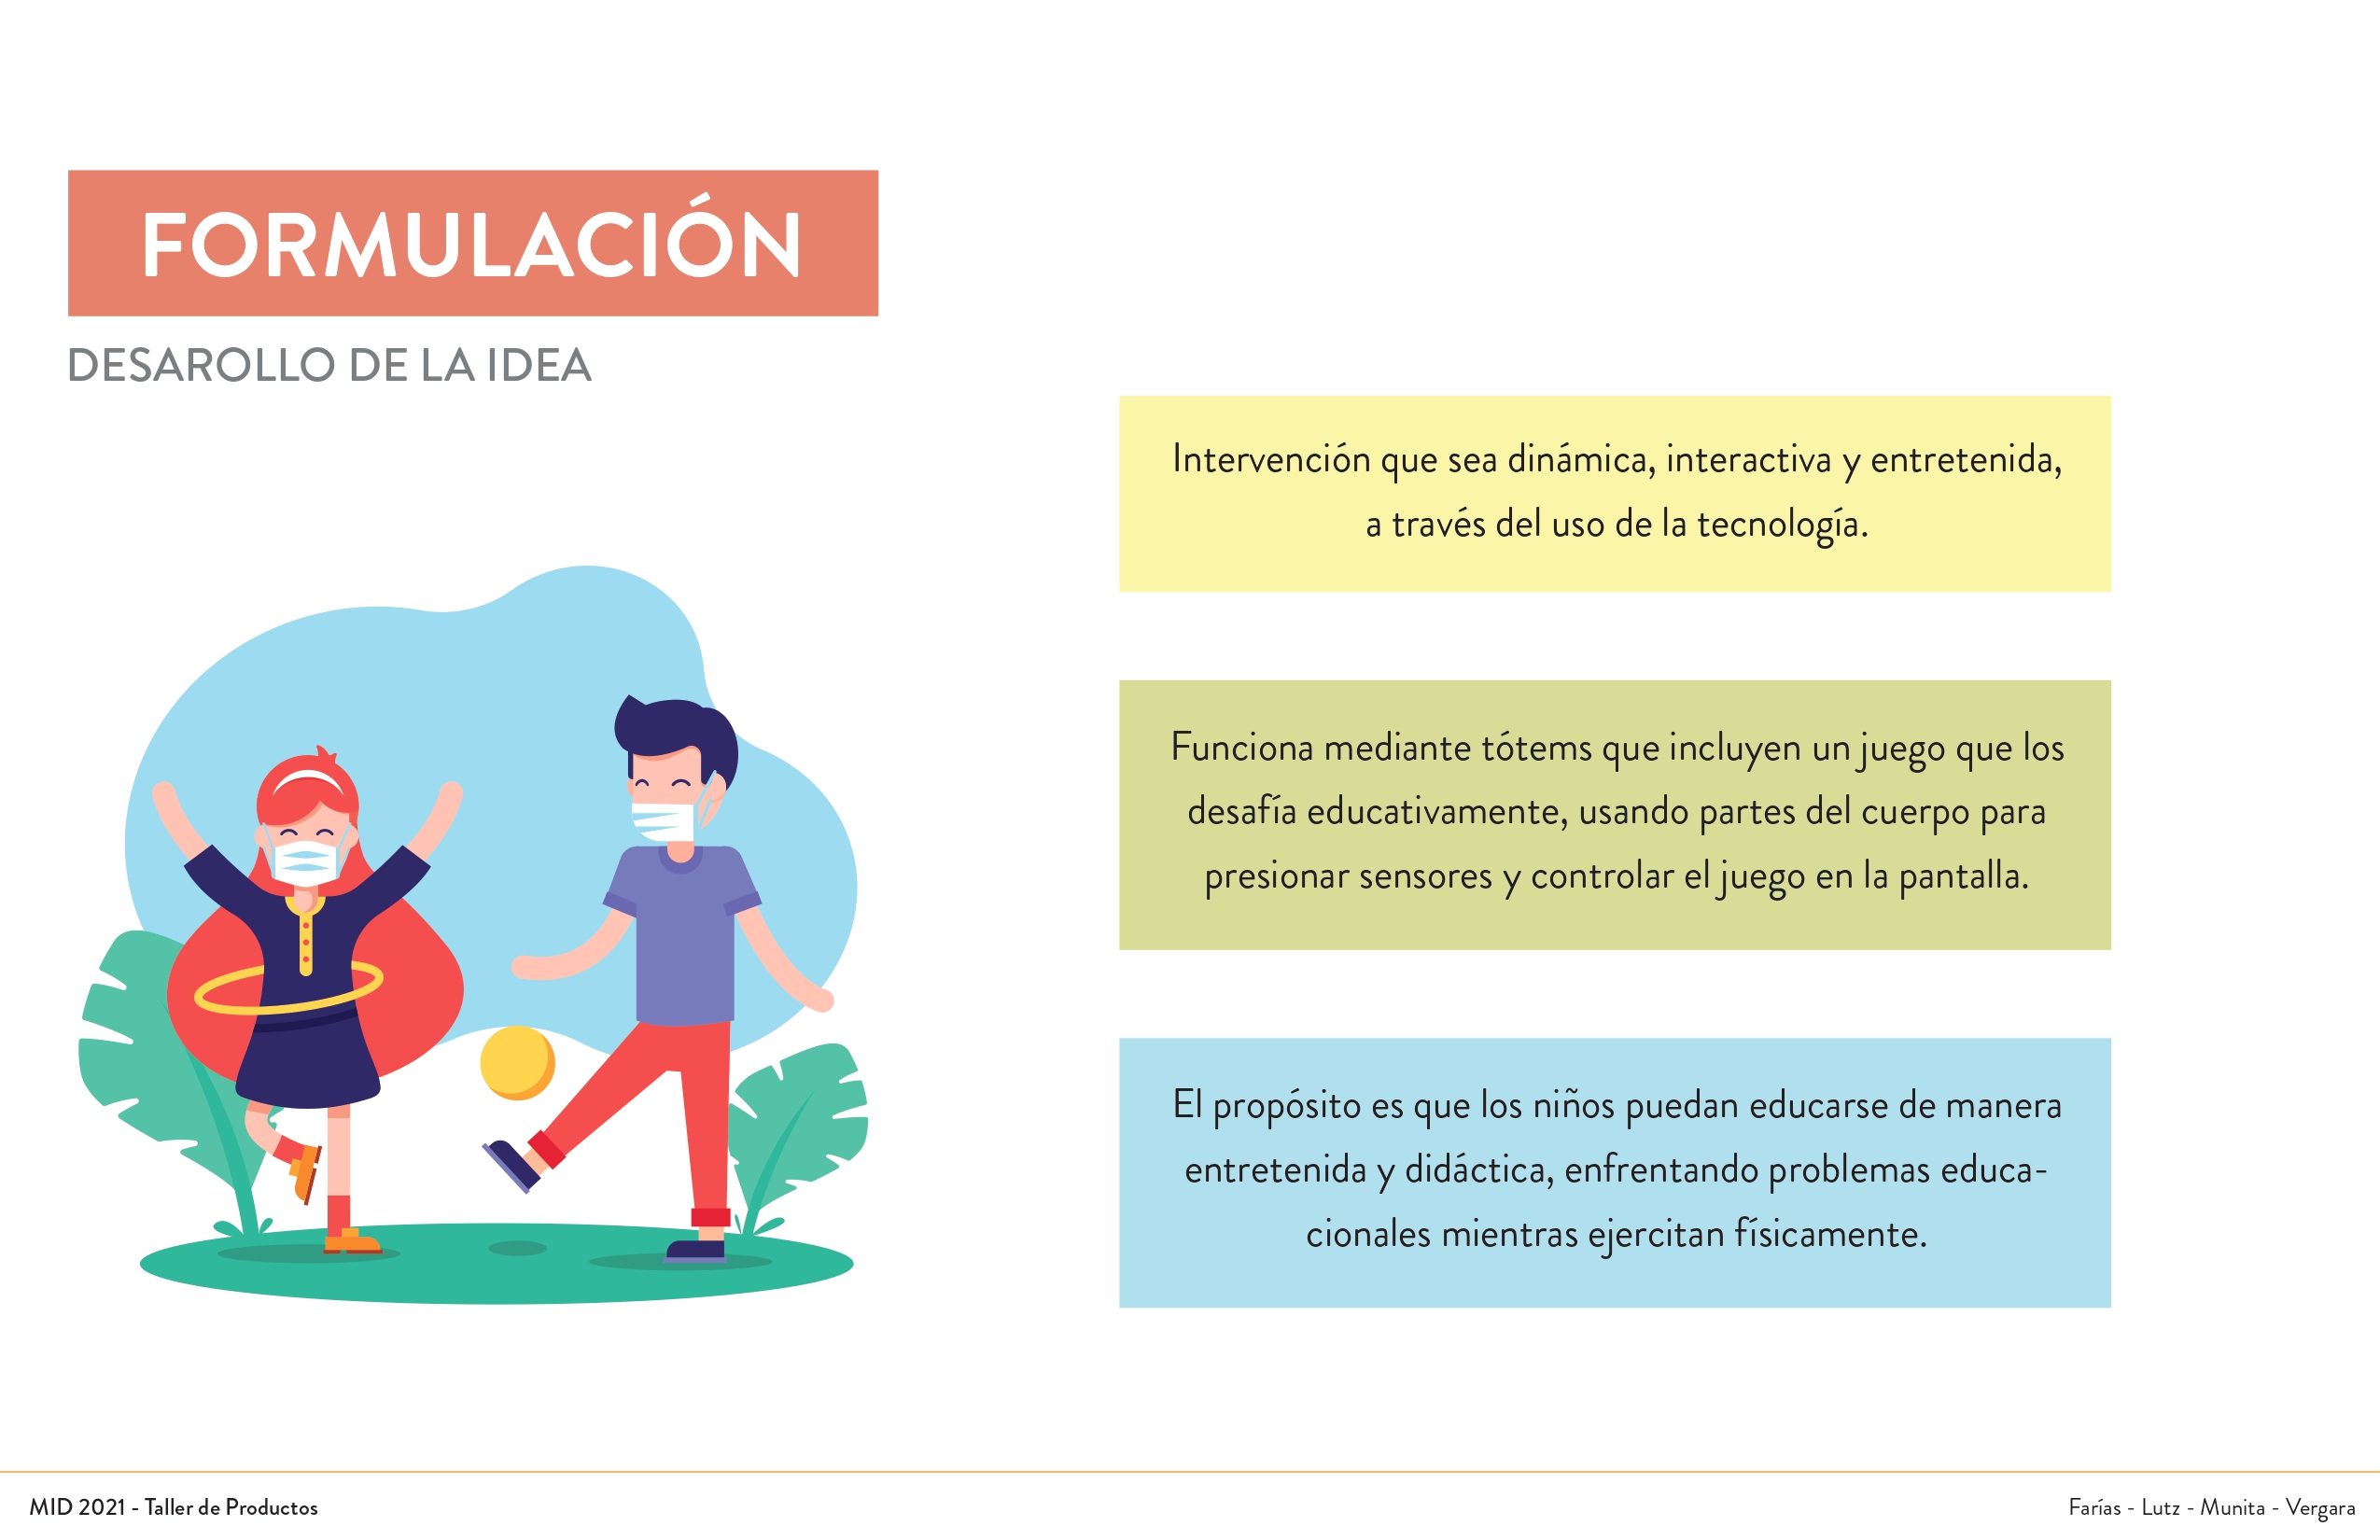 FORMULACIÓN
DESAROLLO DE LA IDEA
Intervención que sea dinámica, interactiva y entretenida,
a través del uso de la tecnología.
Funciona mediante tótems que incluyen un juego que los
desafía educativamente, usando partes del cuerpo para
presionar sensores y controlar el juego en la pantalla.
El propósito es que los niños puedan educarse de manera
entretenida y didáctica, enfrentando problemas educa-
cionales mientras ejercitan físicamente.
MID 2021 - Taller de Productos
Farías - Lutz - Munita - Vergara